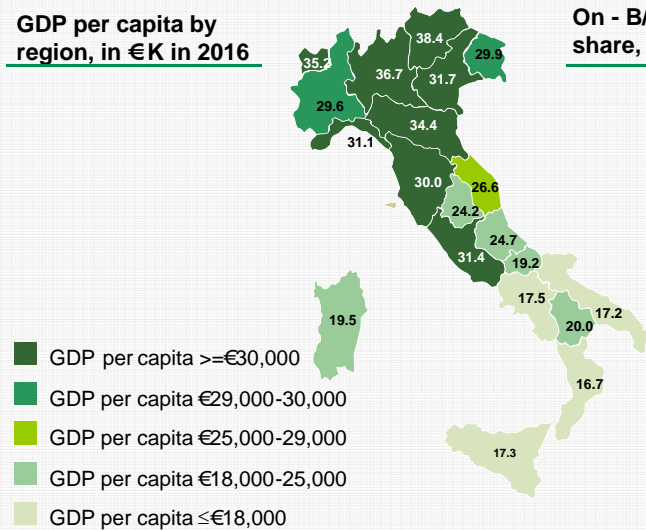 GDP per capita by
region, in €K in 2016
On - B/
share,
38.4
29.9
35.2
36.7
31.7
29.6
34.4
31.1
30.0
26.6
24.2
24.7
31.4
19.2
17.5
17.2
19.5
20.0
16.7
17.3
GDP per capita >=€30,000
GDP per capita €29,000-30,000
GDP per capita €25,000-29,000
GDP per capita €18,000-25,000
GDP per capita ≤€18,000